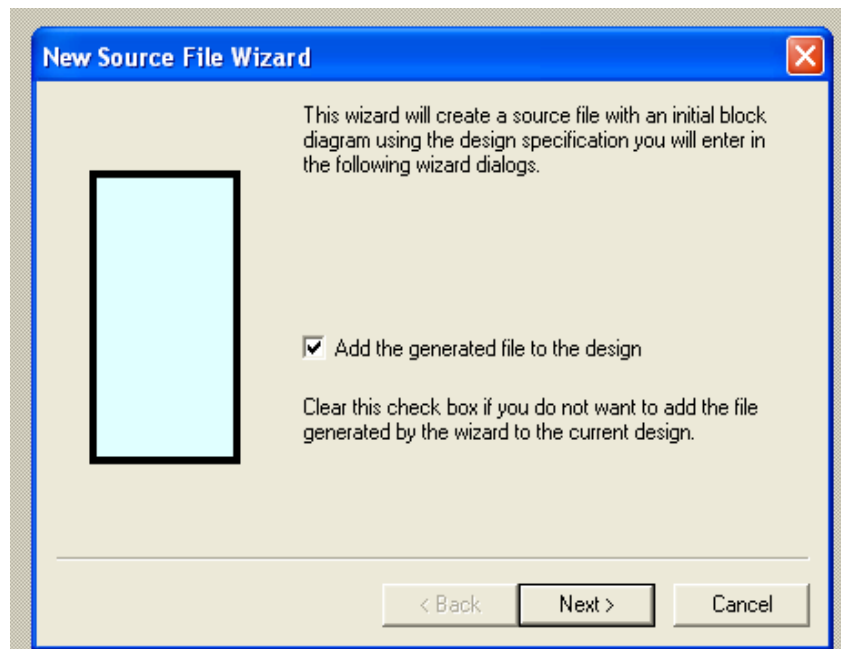 New Source File Wizard
This wizard will create a source file with an initial block
diagram using the design specification you will enter in
the following wizard dialogs.
Add the generated file to the design
Clear this check box if you do not want to add the file
generated by the wizard to the current design.
< Back
Next >
Cancel